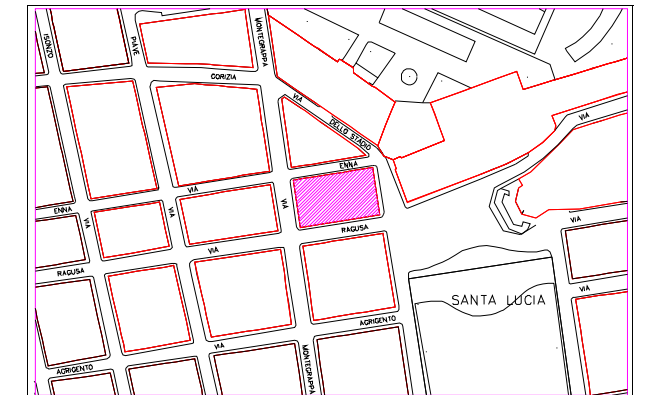 ISONZO
PIAVE
MONTEGRAPPA
CORIZIA
VIA
DELLO STADIO
VIA
ENNA
VIA
ENNA
VIA
VIA
VIA
RAGUSA
VIA
VIA
RAGUSA
VIA
SANTA LUCIA
AGRIGENTO
VIA
MONTEGRAPPA
AGRIGENTO